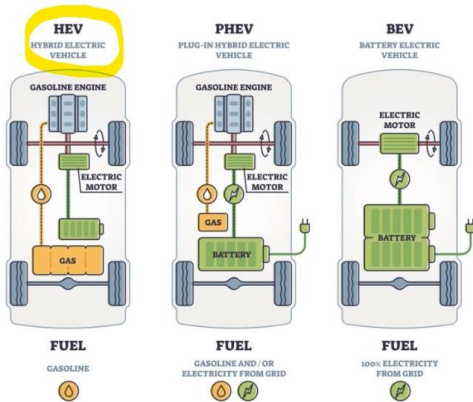 HEV
HYBRID ELECTRIC
VEHICLE
GASOLINE ENGINE
ELECTRIC
MOTOR
GAS
FUEL
GASOLINE
PHEV
PLUG-IN HYBRID ELECTRIC
VEHICLE
GASOLINE ENGINE
ELECTRIC
MOTOR
GAS
BATTERY
FUEL
GASOLINE AND / OR
ELECTRICITY FROM GRID
BEV
BATTERY ELECTRIC
VEHICLE
ELECTRIC
MOTOR
BATTERY
FUEL
100% ELECTRICITY
FROM GRID